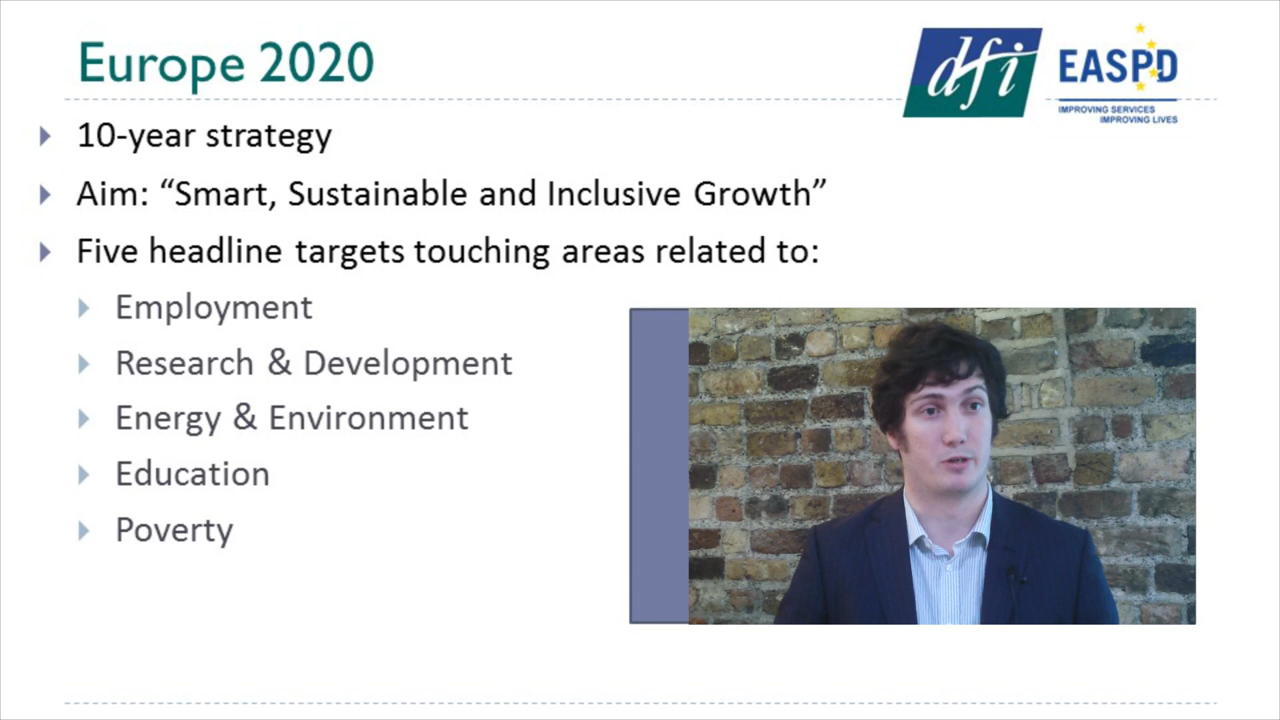 Europe 2020
dfi
EASPD
IMPROVING SERVICES
IMPROVING LIVES
10-year strategy
Aim: “Smart, Sustainable and Inclusive Growth”
Five headline targets touching areas related to:
Employment
Research & Development
Energy & Environment
Education
Poverty